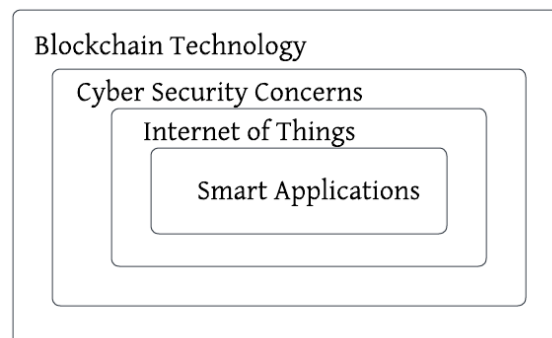 Blockchain Technology
Cyber Security Concerns
Internet of Things
Smart Applications